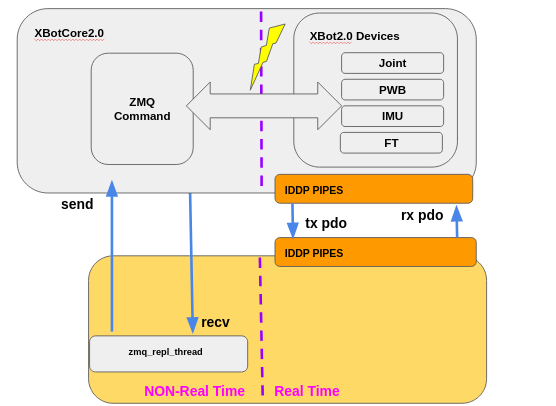 XBotCore2.0
XBot2.0 Devices
Joint
PWB
IMU
FT
ZMQ
Command
IDDP PIPES
send
tx pdo
rx pdo
IDDP PIPES
recv
zmq_repl_thread
NON-Real Time
Real Time